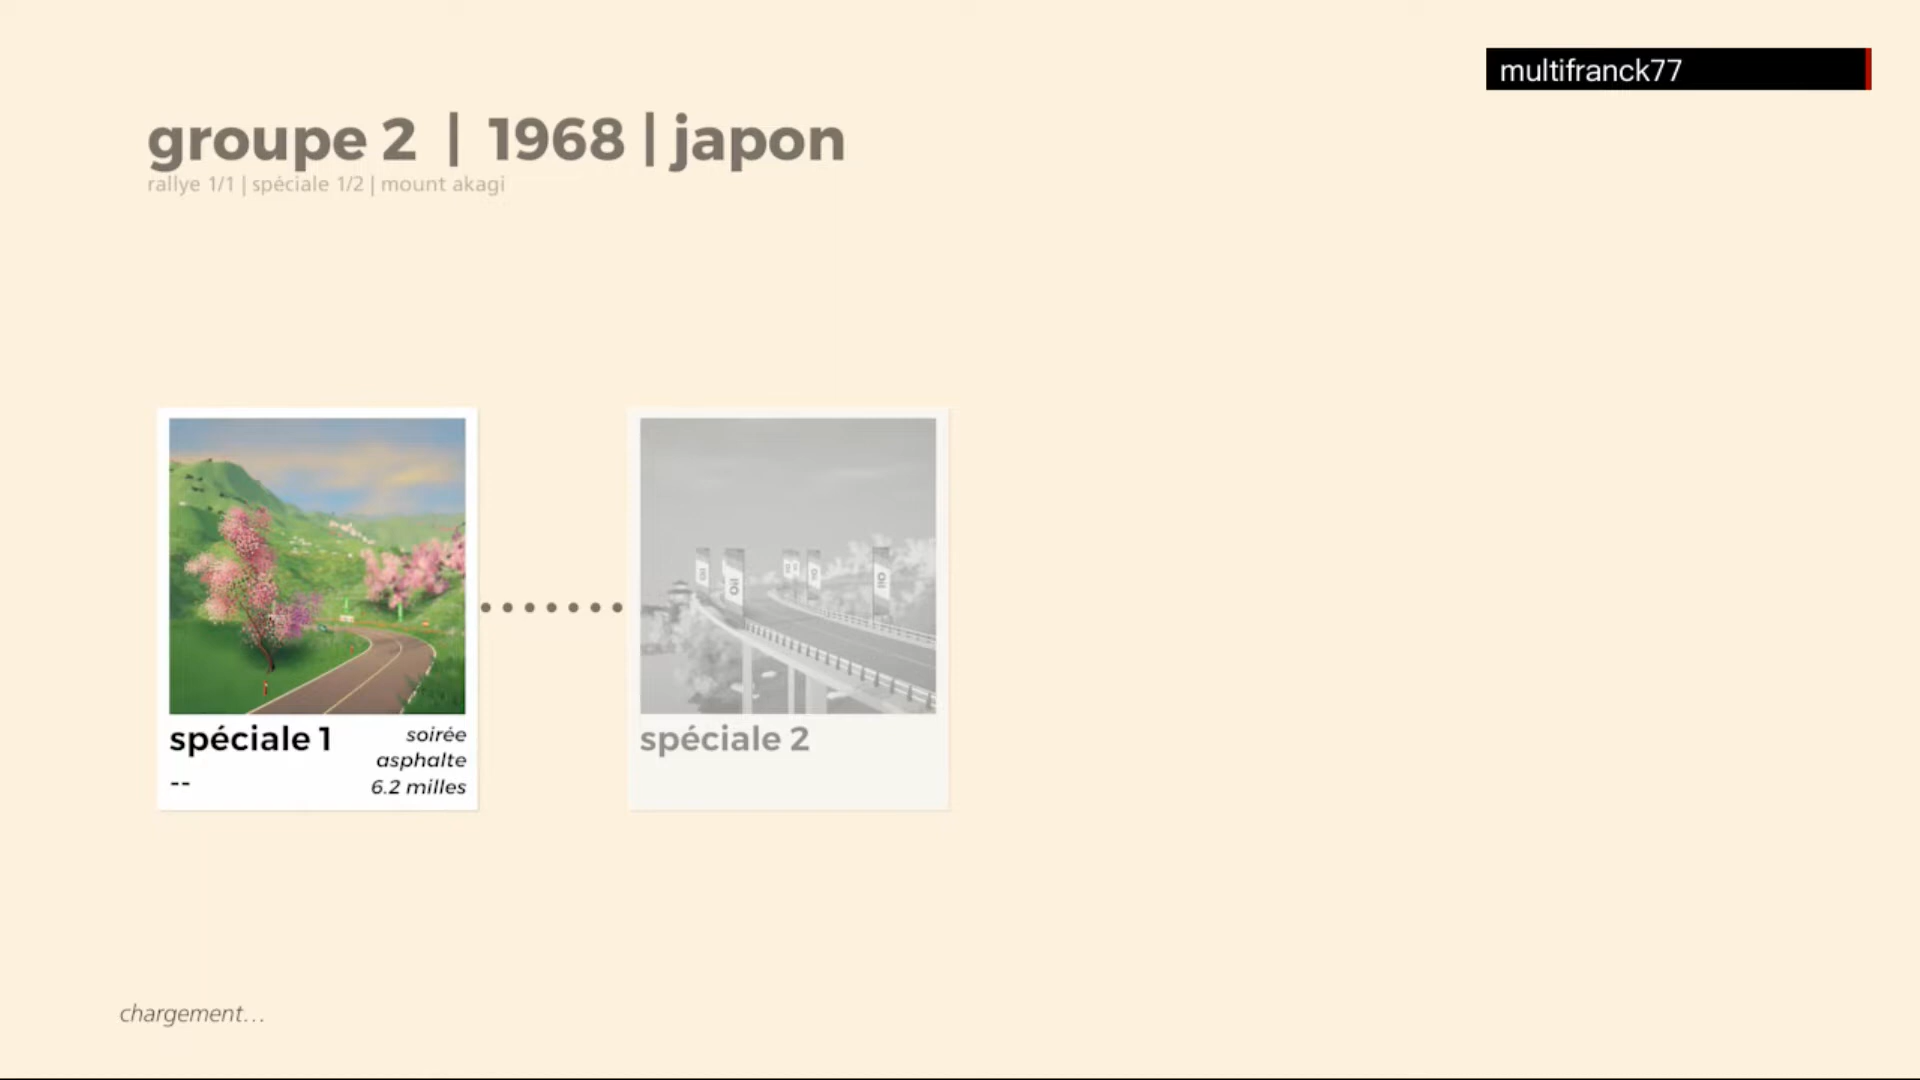 multifranck77
groupe 2 | 1968 | japon
rallye 1/1 | spéciale 1/2 | mount akagi
spéciale 1
soirée
asphalte
--
6.2 milles
spéciale 2
chargement...